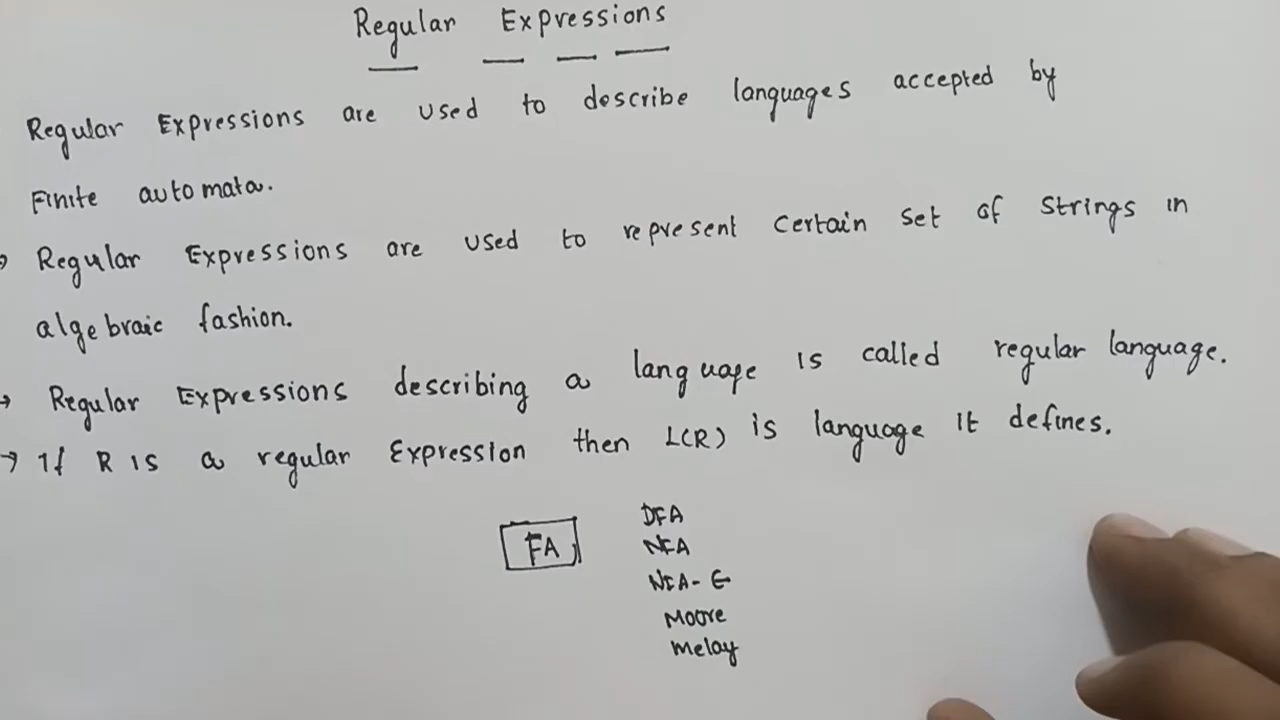 Regular Expressions
Regular Expressions are used to describe languages accepted by
Finite automata.
→ Regular Expressions are used to represent certain set of strings in
algebraic fashion.
→ Regular Expressions describing a language is called regular language.
→ If R is a regular Expression then L(R) is language it defines.
FA
DFA
NFA
NFA-ε
Moore
Melay